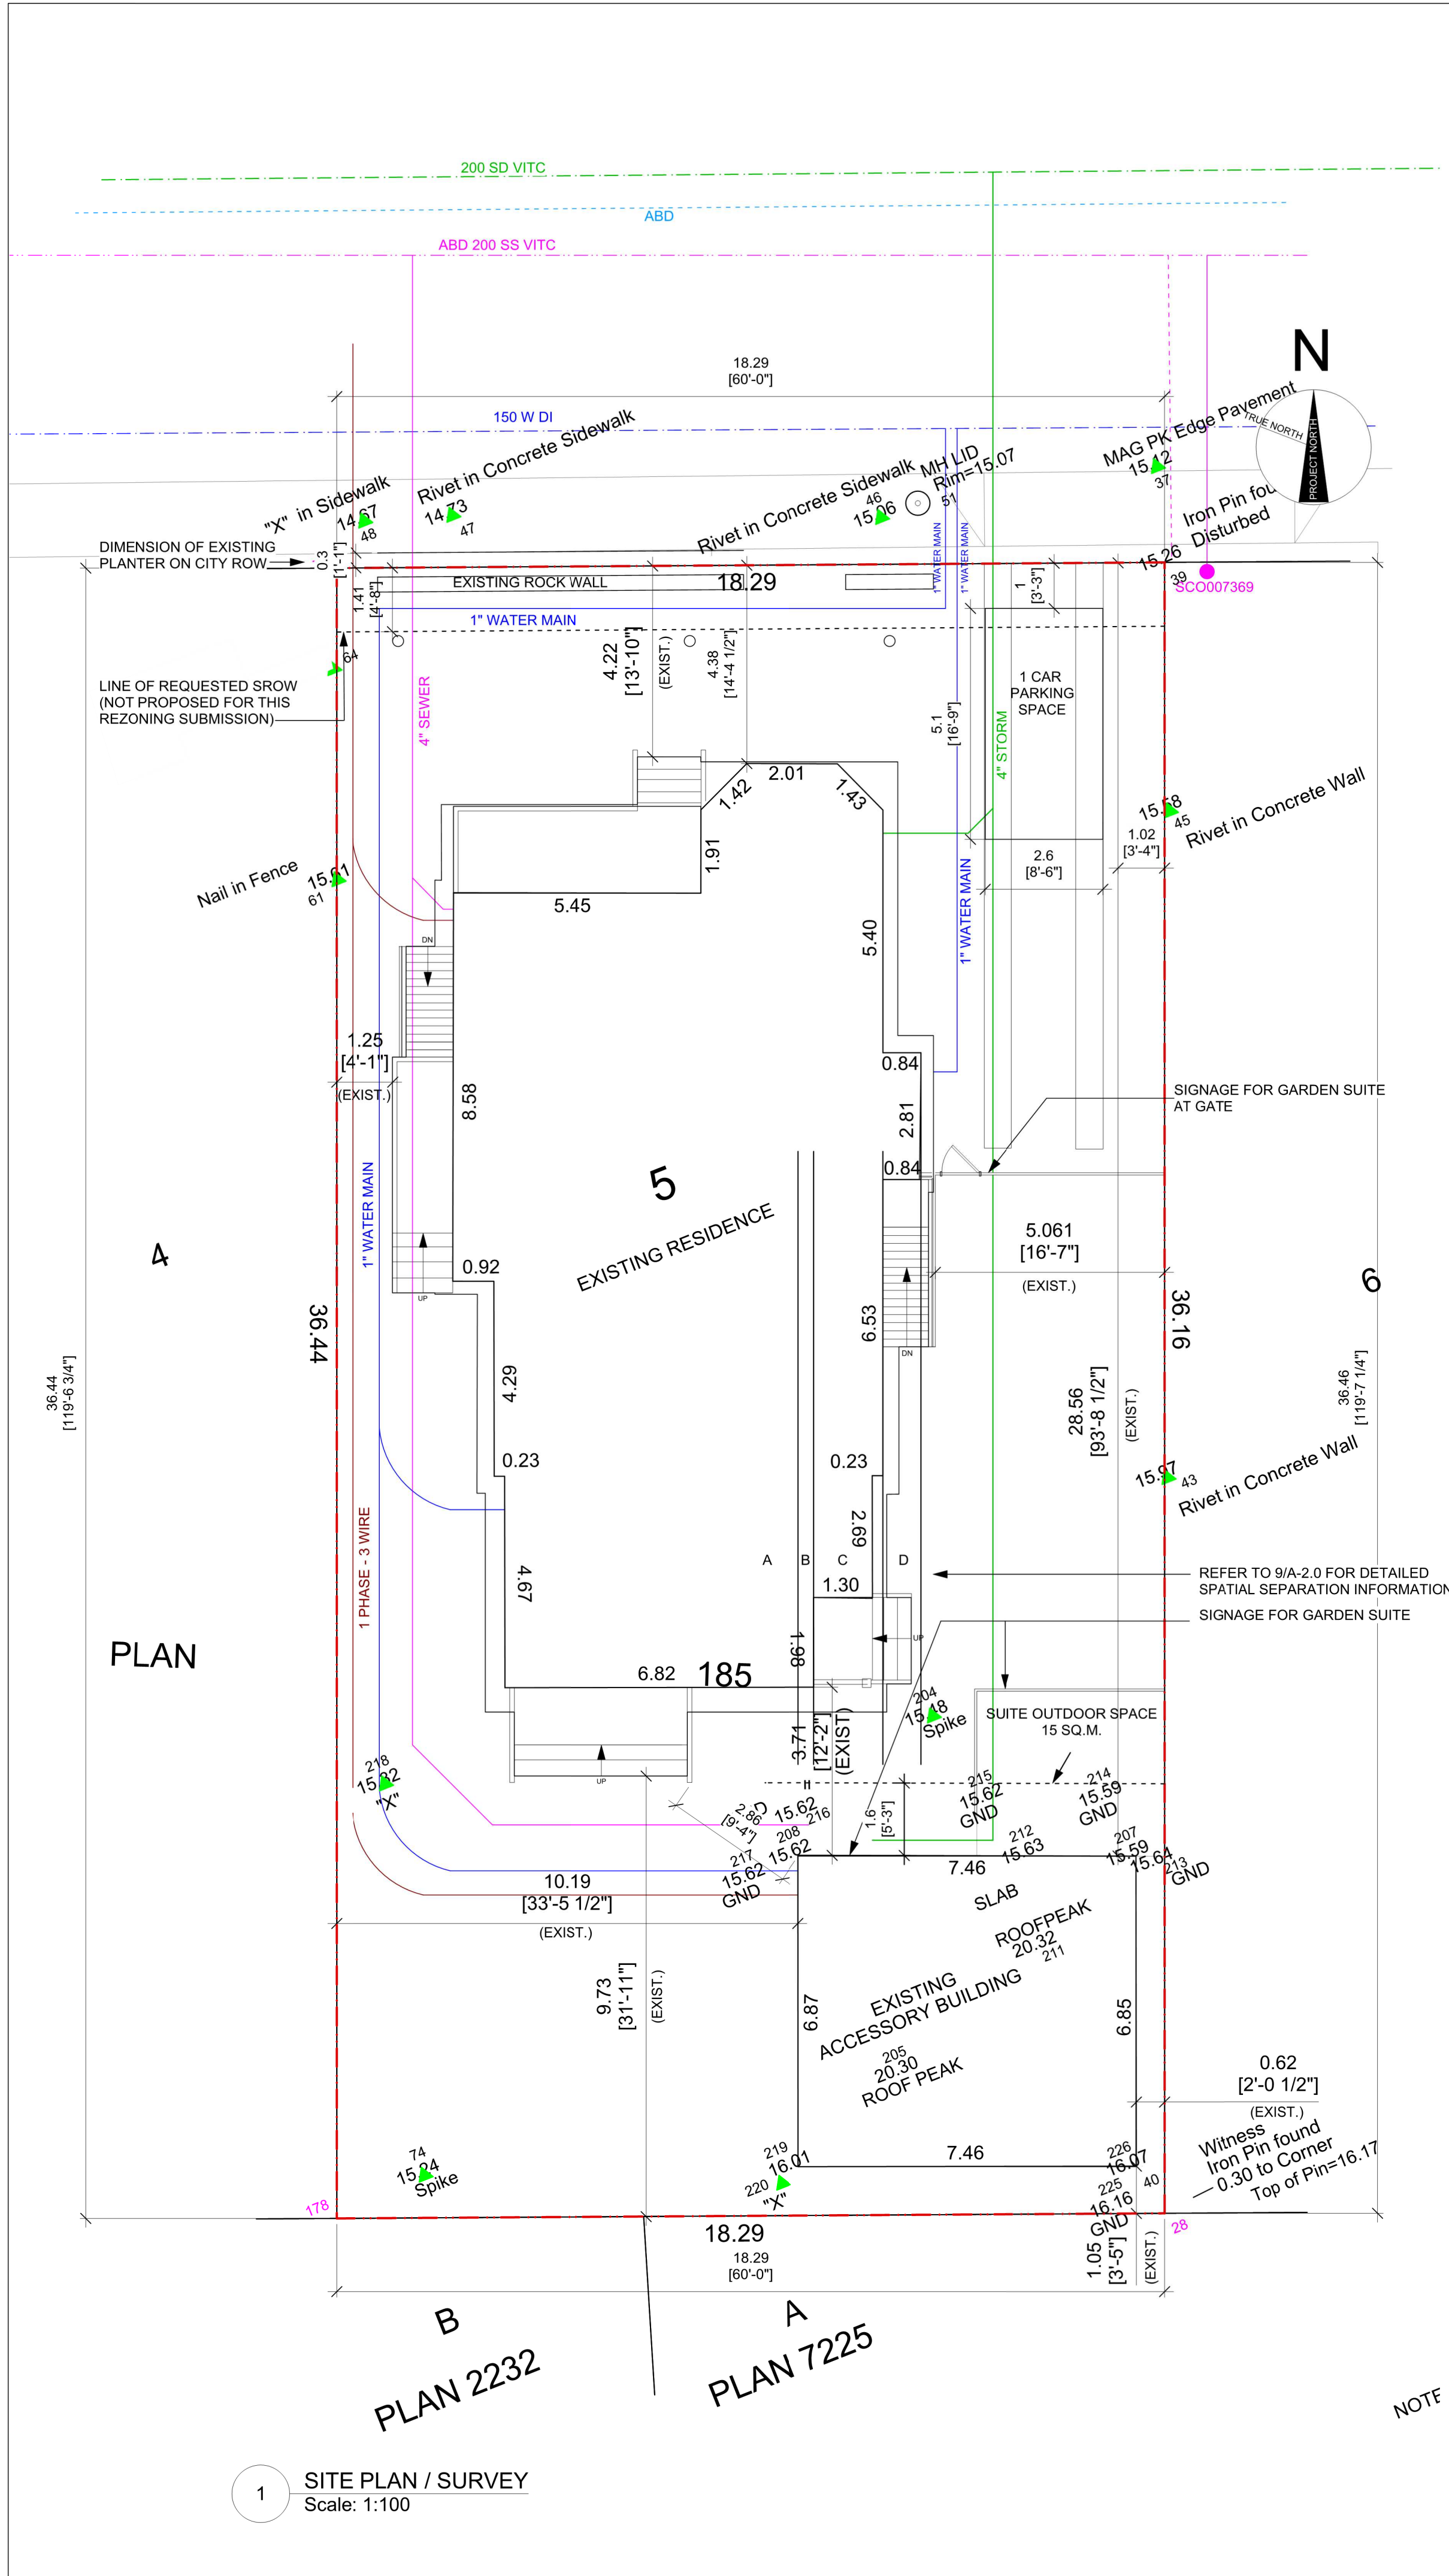 200 SD VITC
ABD
ABD 200 SS VITC
N
18.29
[60'-0"]
TRUE NORTH
PROJECT NORTH
150 W DI
MAG PK Edge Pavement
15.12
37
Rivet in Concrete Sidewalk
14.73
47
"X" in Sidewalk
14.67
48
Rivet in Concrete Sidewalk
46
15.06
MH LID
Rim=15.07
51
Iron Pin fou
Disturbed
15.26
39
SCO007369
DIMENSION OF EXISTING
PLANTER ON CITY ROW
0.3
[1'-1"]
1.41
[4'-8"]
EXISTING ROCK WALL
18.29
1" WATER MAIN
1" WATER MAIN
1" WATER MAIN
1
[3'-3"]
64
LINE OF REQUESTED SROW
(NOT PROPOSED FOR THIS
REZONING SUBMISSION)
4" SEWER
4.22
[13'-10"]
(EXIST.)
4.38
[14'-4 1/2"]
5.1
[16'-9"]
4" STORM
1 CAR
PARKING
SPACE
2.01
1.42
1.43
1.91
5.45
5.40
15.58
45
Rivet in Concrete Wall
1.02
[3'-4"]
2.6
[8'-6"]
Nail in Fence
15.61
61
1" WATER MAIN
DN
1.25
[4'-1"]
(EXIST.)
8.58
0.84
2.81
0.84
SIGNAGE FOR GARDEN SUITE
AT GATE
5
EXISTING RESIDENCE
1" WATER MAIN
4
5.061
[16'-7"]
(EXIST.)
6
0.92
UP
36.44
6.53
DN
36.16
36.44
[119'-6 3/4"]
36.46
[119'-7 1/4"]
4.29
28.56
[93'-8 1/2"]
(EXIST.)
0.23
0.23
15.97
43
Rivet in Concrete Wall
1 PHASE - 3 WIRE
4.67
2.69
A
B
C
D
1.30
REFER TO 9/A-2.0 FOR DETAILED
SPATIAL SEPARATION INFORMATION
SIGNAGE FOR GARDEN SUITE
PLAN
6.82
185
1.98
UP
204
15.48
Spike
SUITE OUTDOOR SPACE
15 SQ.M.
3.71
[12'-2"]
(EXIST)
218
15.32
"X"
UP
2.86
[9'-4"]
15.62
216
208
15.62
217
15.62
GND
1.6
[5'-3"]
215
15.62
GND
214
15.59
GND
212
15.63
207
15.59
15.64
213
GND
10.19
[33'-5 1/2"]
(EXIST.)
7.46
SLAB
ROOFPEAK
20.32
211
9.73
[31'-11"]
(EXIST.)
6.87
EXISTING
ACCESSORY BUILDING
6.85
205
20.30
ROOF PEAK
0.62
[2'-0 1/2"]
(EXIST.)
74
15.24
Spike
219
16.01
220
"X"
7.46
226
16.07
225
16.16
GND
40
Witness
Iron Pin found
0.30 to Corner
Top of Pin=16.17
178
28
18.29
18.29
[60'-0"]
1.05
[3'-5"]
(EXIST.)
B
PLAN 2232
A
PLAN 7225
NOTE
1
SITE PLAN / SURVEY
Scale: 1:100